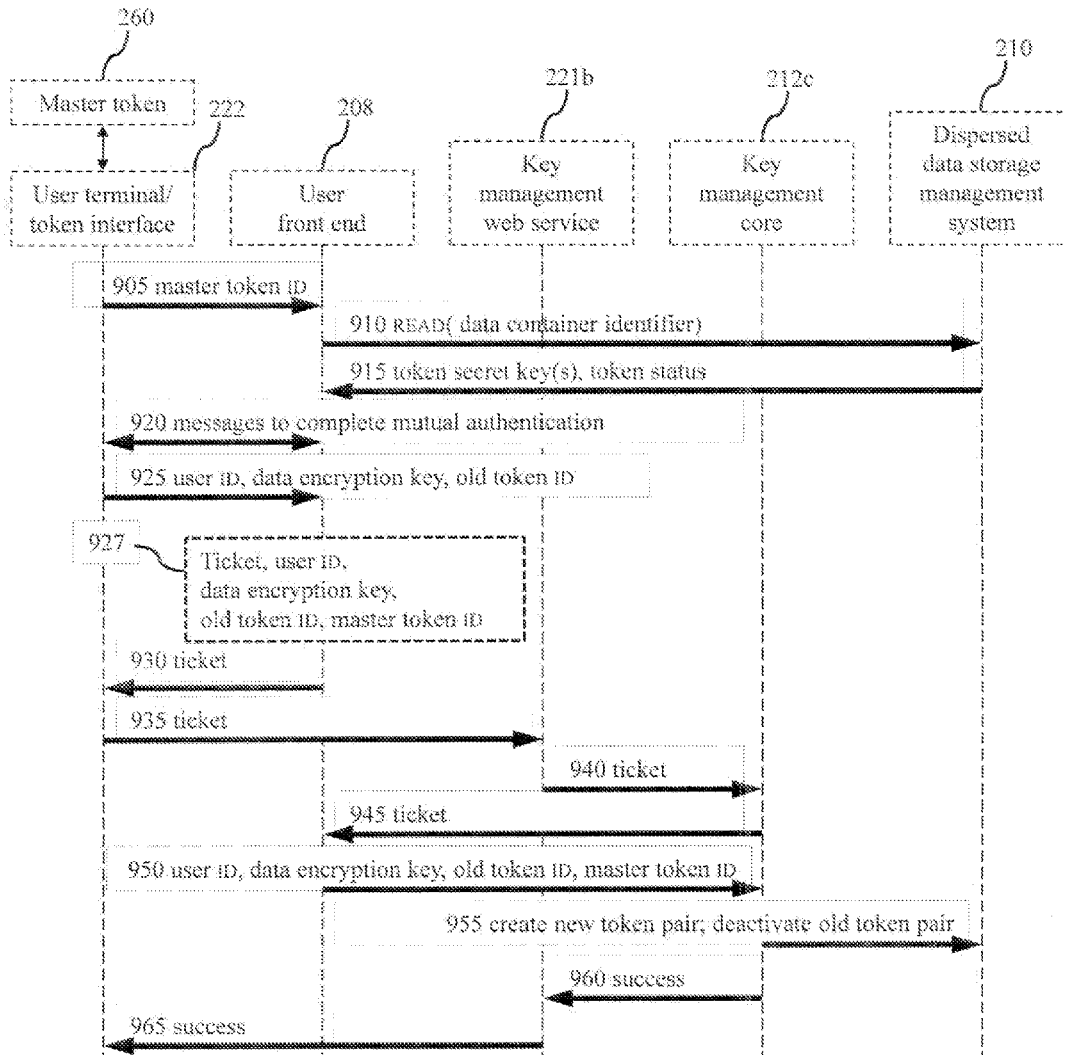 260
210
221b
212c
Master token
222
208
User terminal/
token interface
User
front end
Key
management
web service
Key
management
core
Dispersed
data storage
management
system
905 master token ID
910 READ( data container identifier)
915 token secret key(s), token status
920 messages to complete mutual authentication
925 user ID, data encryption key, old token ID
927
Ticket, user ID,
data encryption key,
old token ID, master token ID
930 ticket
935 ticket
940 ticket
945 ticket
950 user ID, data encryption key, old token ID, master token ID
955 create new token pair; deactivate old token pair
960 success
965 success